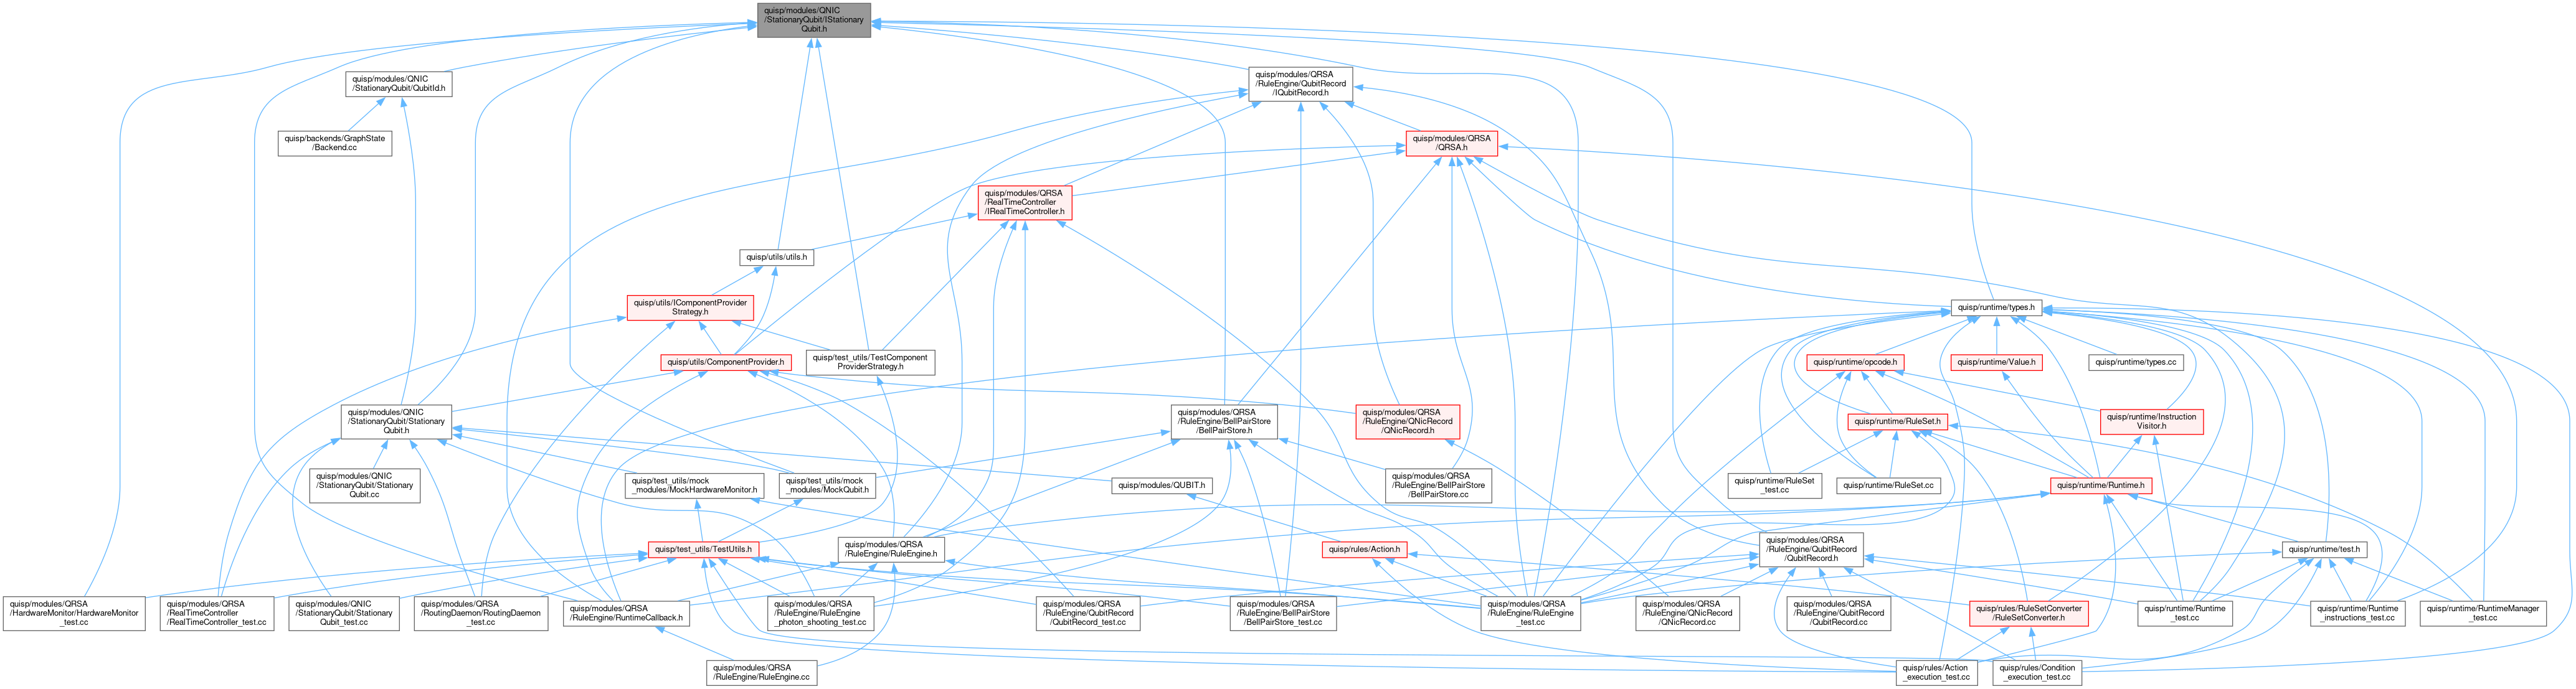 quisp/modules/QNIC
/StationaryQubit/IStationary
Qubit.h
quisp/modules/QNIC
/StationaryQubit/QubitId.h
quisp/modules/QRSA
/RuleEngine/QubitRecord
/IQubitRecord.h
quisp/backends/GraphState
/Backend.cc
quisp/modules/QRSA
/QRSA.h
quisp/modules/QRSA
/RealTimeController
/IRealTimeController.h
quisp/utils/utils.h
quisp/utils/IComponentProvider
Strategy.h
quisp/runtime/types.h
quisp/utils/ComponentProvider.h
quisp/test_utils/TestComponent
ProviderStrategy.h
quisp/runtime/opcode.h
quisp/runtime/Value.h
quisp/runtime/types.cc
quisp/modules/QNIC
/StationaryQubit/Stationary
Qubit.h
quisp/modules/QRSA
/RuleEngine/BellPairStore
/BellPairStore.h
quisp/modules/QRSA
/RuleEngine/QNicRecord
/QNicRecord.h
quisp/runtime/RuleSet.h
quisp/runtime/Instruction
Visitor.h
quisp/modules/QNIC
/StationaryQubit/Stationary
Qubit.cc
quisp/test_utils/mock
_modules/MockHardwareMonitor.h
quisp/test_utils/mock
_modules/MockQubit.h
quisp/modules/QUBIT.h
quisp/modules/QRSA
/RuleEngine/BellPairStore
/BellPairStore.cc
quisp/runtime/RuleSet
_test.cc
quisp/runtime/RuleSet.cc
quisp/runtime/Runtime.h
quisp/test_utils/TestUtils.h
quisp/modules/QRSA
/RuleEngine/RuleEngine.h
quisp/rules/Action.h
quisp/modules/QRSA
/RuleEngine/QubitRecord
/QubitRecord.h
quisp/runtime/test.h
quisp/modules/QRSA
/HardwareMonitor/HardwareMonitor
_test.cc
quisp/modules/QRSA
/RealTimeController
/RealTimeController_test.cc
quisp/modules/QNIC
/StationaryQubit/Stationary
Qubit_test.cc
quisp/modules/QRSA
/RoutingDaemon/RoutingDaemon
_test.cc
quisp/modules/QRSA
/RuleEngine/RuntimeCallback.h
quisp/modules/QRSA
/RuleEngine/RuleEngine
_photon_shooting_test.cc
quisp/modules/QRSA
/RuleEngine/QubitRecord
/QubitRecord_test.cc
quisp/modules/QRSA
/RuleEngine/BellPairStore
/BellPairStore_test.cc
quisp/modules/QRSA
/RuleEngine/RuleEngine
_test.cc
quisp/modules/QRSA
/RuleEngine/QNicRecord
/QNicRecord.cc
quisp/modules/QRSA
/RuleEngine/QubitRecord
/QubitRecord.cc
quisp/rules/RuleSetConverter
/RuleSetConverter.h
quisp/runtime/Runtime
_test.cc
quisp/runtime/Runtime
_instructions_test.cc
quisp/runtime/RuntimeManager
_test.cc
quisp/modules/QRSA
/RuleEngine/RuleEngine.cc
quisp/rules/Action
_execution_test.cc
quisp/rules/Condition
_execution_test.cc